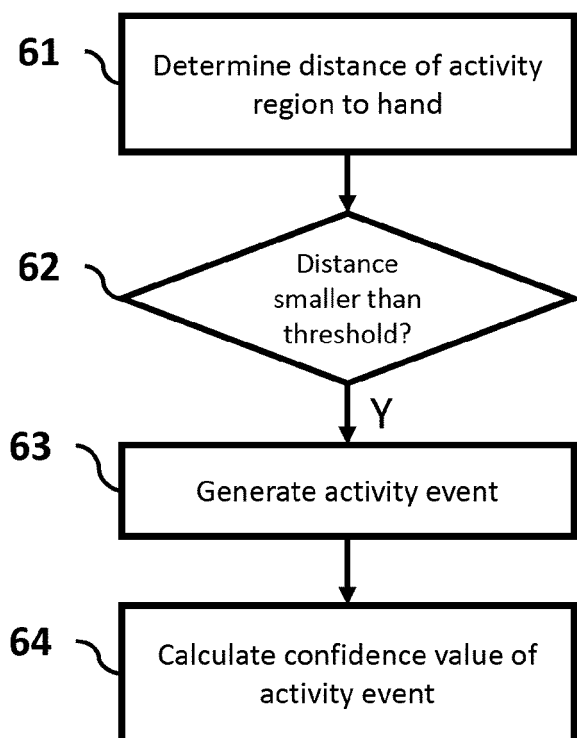 61
Determine distance of activity
region to hand
62
Distance
smaller than
threshold?
Y
63
Generate activity event
64
Calculate confidence value of
activity event